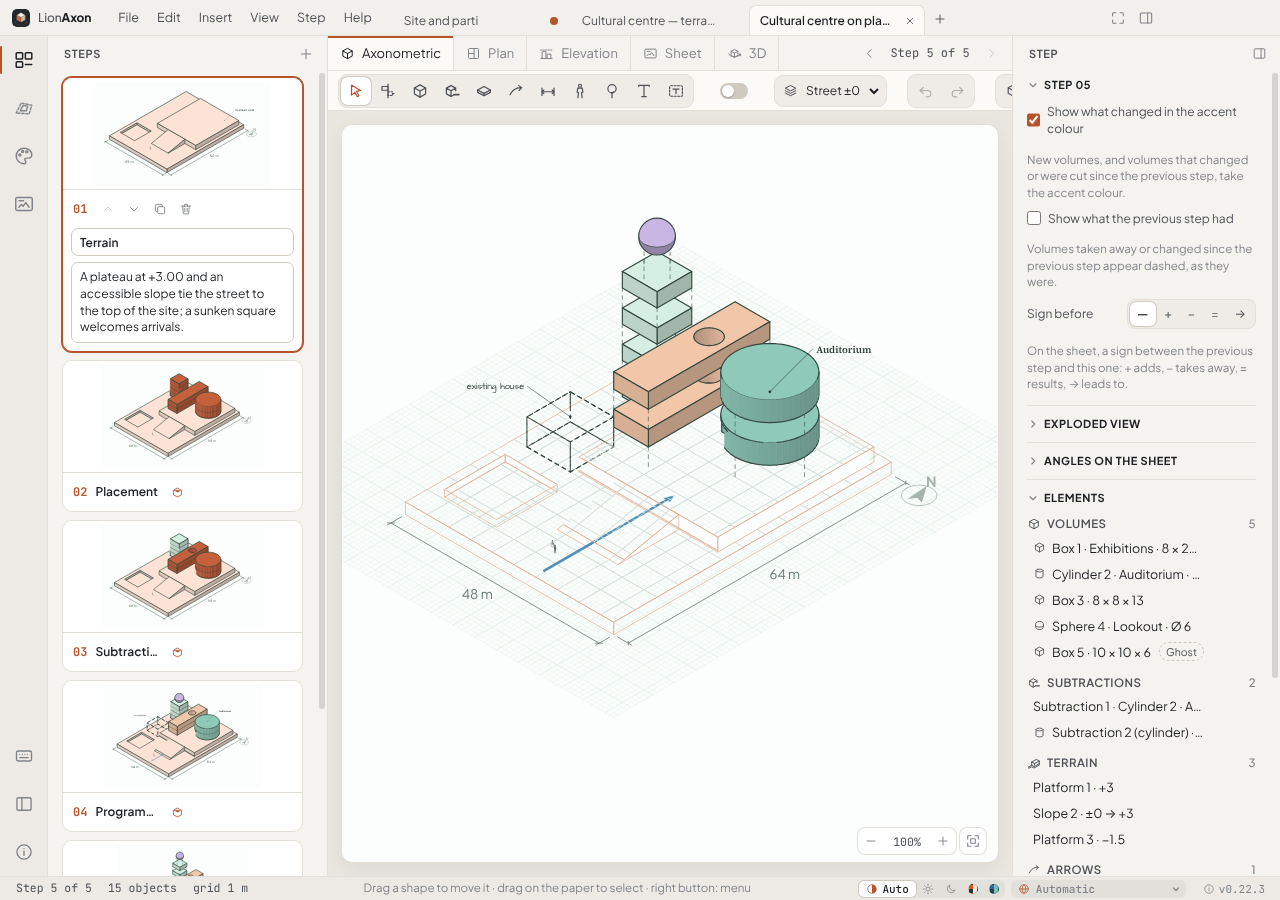 LionAxon
File Edit Insert View Step Help
Site and parti
Cultural centre — terra...
Cultural centre on pla...
STEPS
Axonometric
Plan
Elevation
Sheet
3D
Step 5 of 5
STEP
Street ±0
01
Terrain
A plateau at +3.00 and an
accessible slope tie the street to
the top of the site; a sunken square
welcomes arrivals.
02 Placement
03 Subtracti...
04 Program...
existing house
Auditorium
N
48 m
64 m
100%
STEP 05
Show what changed in the accent
colour
New volumes, and volumes that changed
or were cut since the previous step, take
the accent colour.
Show what the previous step had
Volumes taken away or changed since the
previous step appear dashed, as they
were.
Sign before — + − = →
On the sheet, a sign between the previous
step and this one: + adds, − takes away, =
results, → leads to.
EXPLODED VIEW
ANGLES ON THE SHEET
ELEMENTS
VOLUMES 5
Box 1 · Exhibitions · 8 × 2...
Cylinder 2 · Auditorium · ...
Box 3 · 8 × 8 × 13
Sphere 4 · Lookout · Ø 6
Box 5 · 10 × 10 × 6 Ghost
SUBTRACTIONS 2
Subtraction 1 · Cylinder 2 · A...
Subtraction 2 (cylinder) · ...
TERRAIN 3
Platform 1 · +3
Slope 2 · ±0 → +3
Platform 3 · −1.5
ARROWS 1
Step 5 of 5 15 objects grid 1 m
Drag a shape to move it · drag on the paper to select · right button: menu
Auto
Automatic
v0.22.3